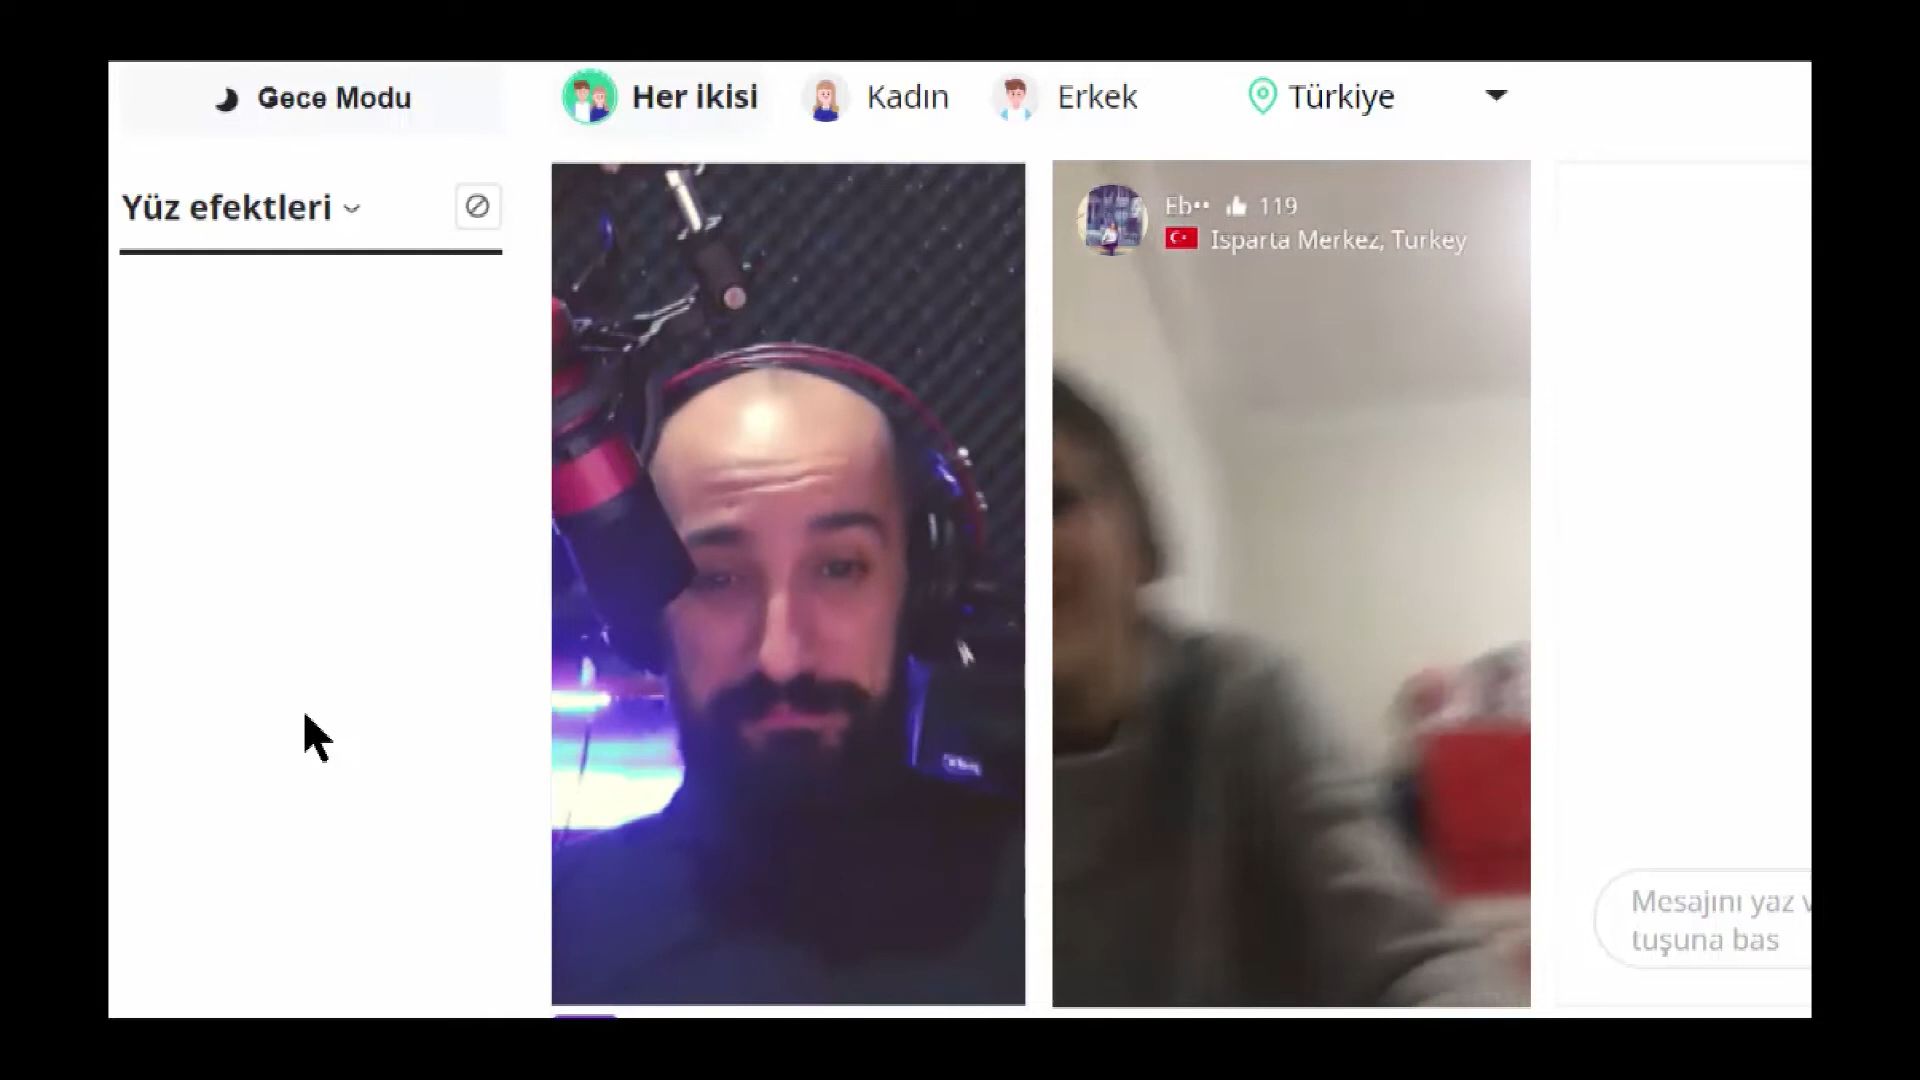 Gece Modu
Her ikisi
Kadın
Erkek
Türkiye
Yüz efektleri
Eb•• 119
Isparta Merkez, Turkey
Mesajını yaz v
tuşuna bas